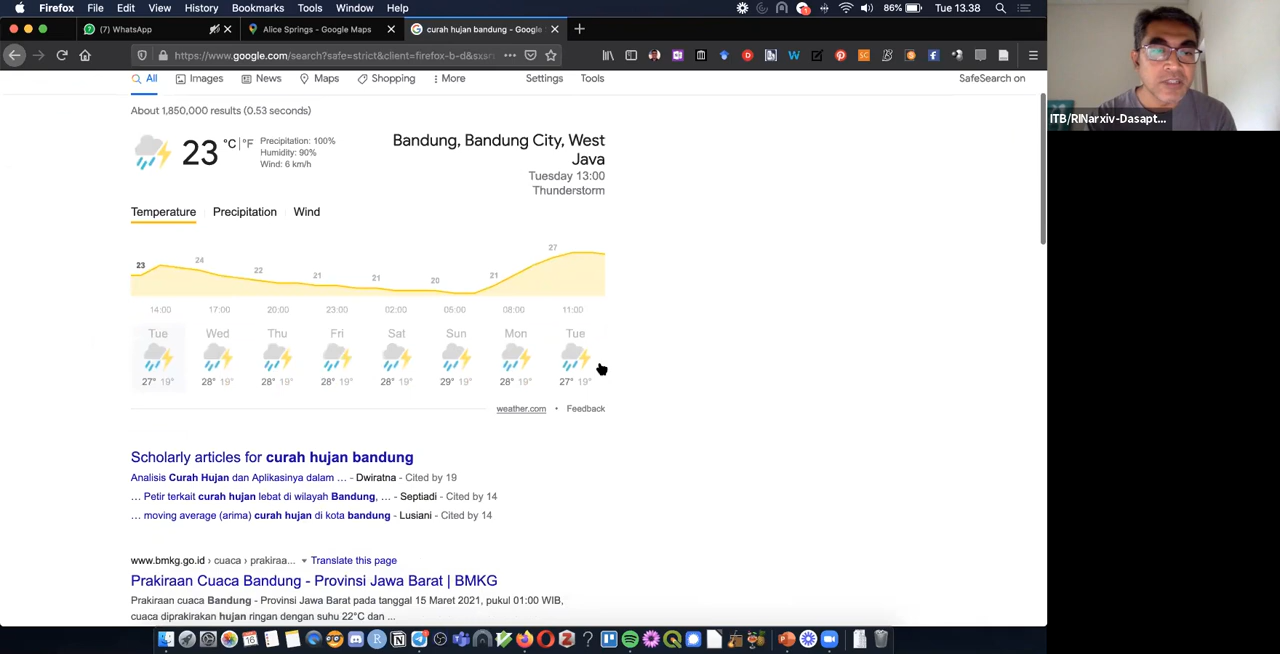 Firefox File Edit View History Bookmarks Tools Window Help 86% Tue 13.38
(7) WhatsApp Alice Springs - Google Maps curah hujan bandung - Google
https://www.google.com/search?safe=strict&client=firefox-b-d&sxsr
All Images News Maps Shopping More Settings Tools SafeSearch on
About 1,850,000 results (0.53 seconds)
23 °C | °F
Precipitation: 100%
Humidity: 90%
Wind: 6 km/h
Bandung, Bandung City, West
Java
Tuesday 13:00
Thunderstorm
Temperature Precipitation Wind
23 24 22 21 21 20 21 27
14:00 17:00 20:00 23:00 02:00 05:00 08:00 11:00
Tue Wed Thu Fri Sat Sun Mon Tue
27° 19° 28° 19° 28° 19° 28° 19° 28° 19° 29° 19° 28° 19° 27° 19°
weather.com • Feedback
Scholarly articles for curah hujan bandung
Analisis Curah Hujan dan Aplikasinya dalam … - Dwiratna - Cited by 19
… Petir terkait curah hujan lebat di wilayah Bandung, … - Septiadi - Cited by 14
… moving average (arima) curah hujan di kota bandung - Lusiani - Cited by 14
www.bmkg.go.id › cuaca › prakiraa... Translate this page
Prakiraan Cuaca Bandung - Provinsi Jawa Barat | BMKG
Prakiraan cuaca Bandung - Provinsi Jawa Barat pada tanggal 15 Maret 2021, pukul 01:00 WIB,
cuaca diprakirakan hujan ringan dengan suhu 22°C dan ...
ITB/RINarxiv-Dasapt...